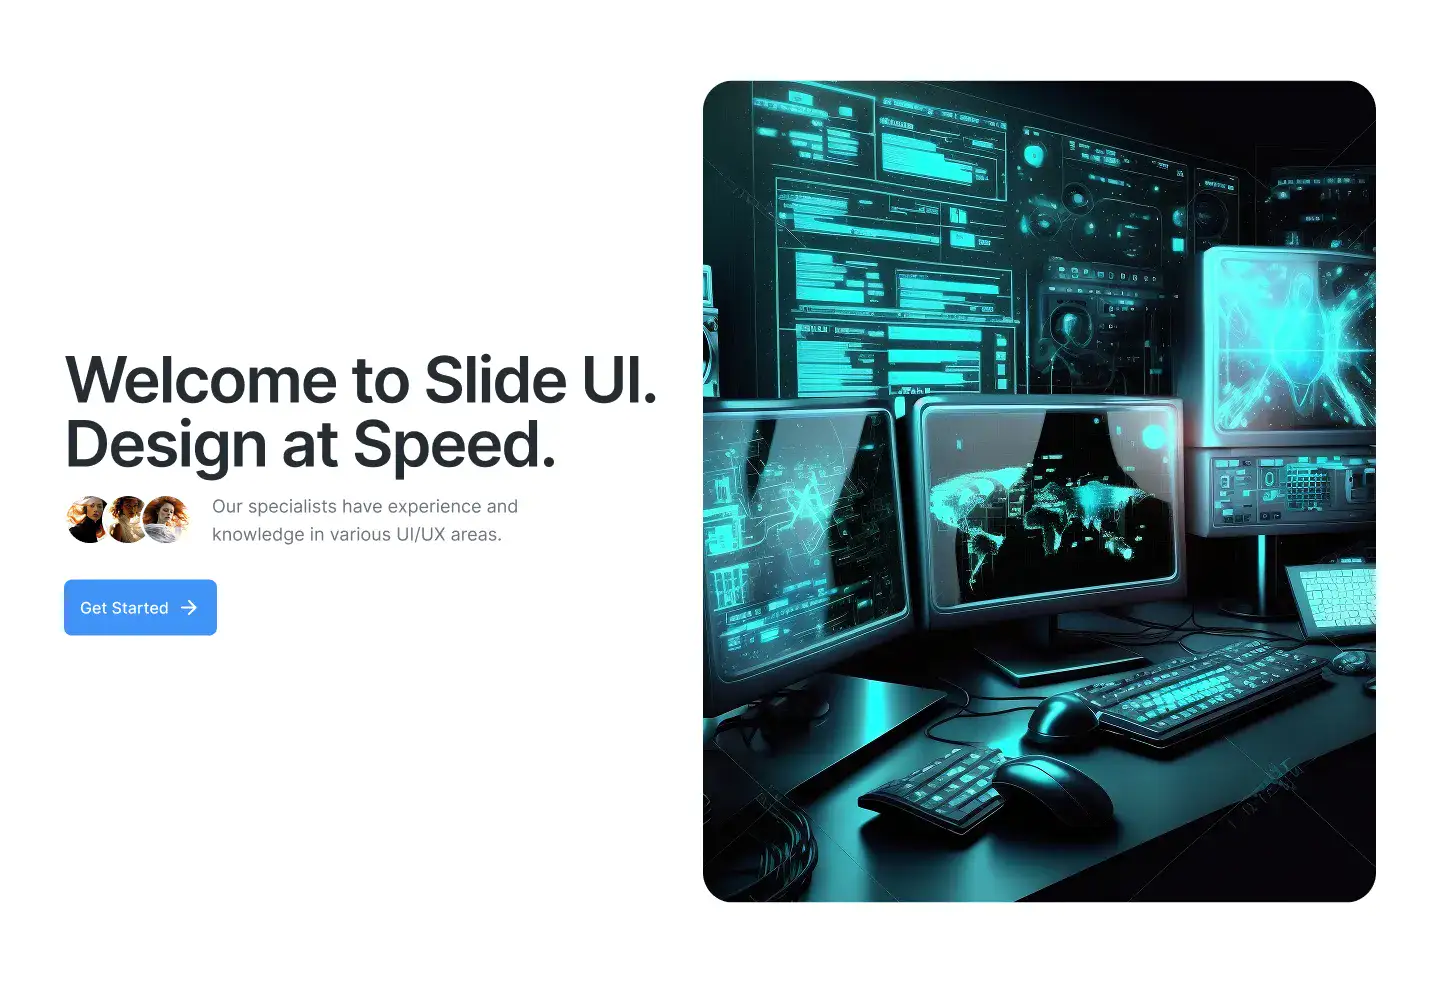 Welcome to Slide UI.
Design at Speed.
Our specialists have experience and
knowledge in various UI/UX areas.
Get Started